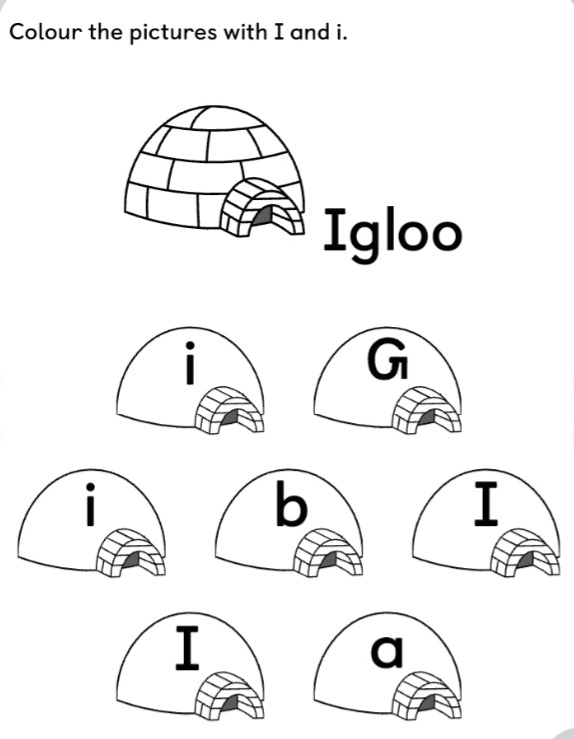 Colour the pictures with I and i.
Igloo
i G
i b I
I a